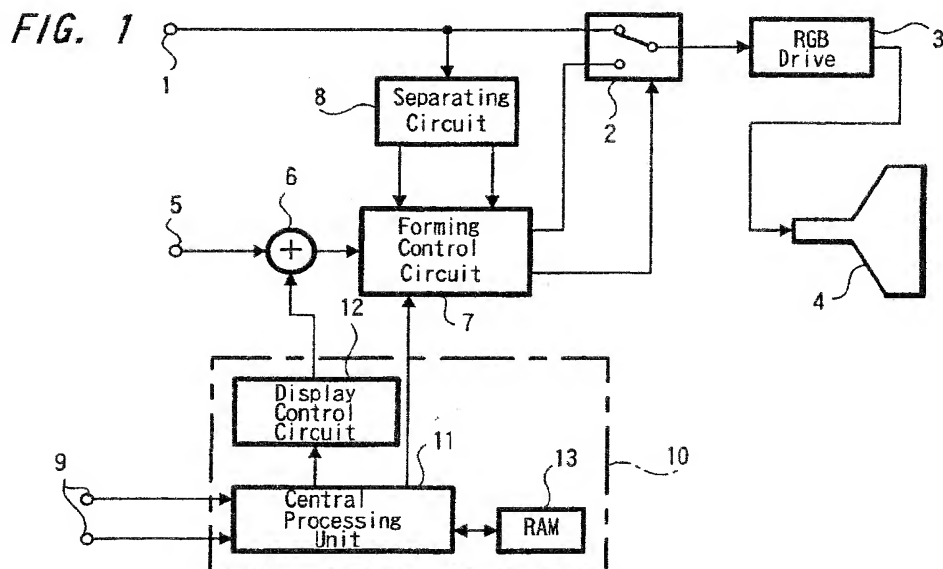 FIG. 1
1
2
RGB
Drive
3
8
Separating
Circuit
6
5
Forming
Control
Circuit
4
7
12
Display
Control
Circuit
11
10
13
9
Central
Processing
Unit
RAM